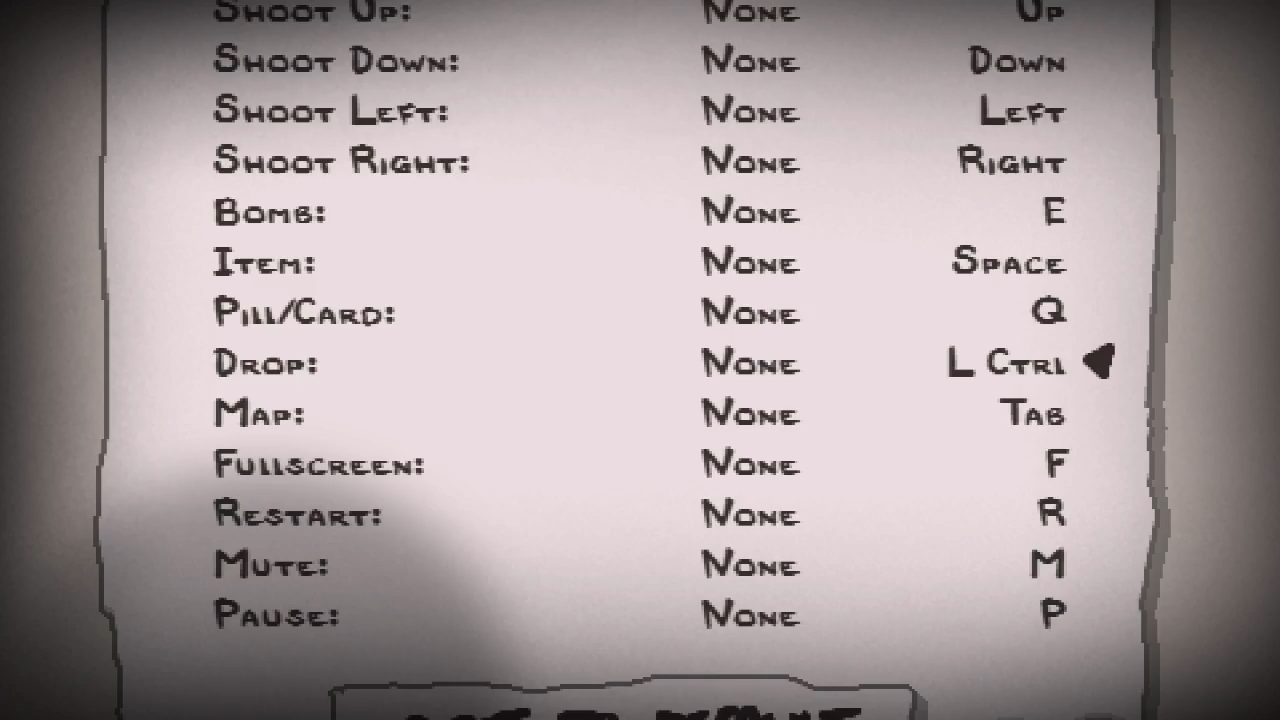 Shoot Up: None Up
Shoot Down: None Down
Shoot Left: None Left
Shoot Right: None Right
Bomb: None E
Item: None Space
Pill/Card: None Q
Drop: None L Ctrl
Map: None Tab
Fullscreen: None F
Restart: None R
Mute: None M
Pause: None P